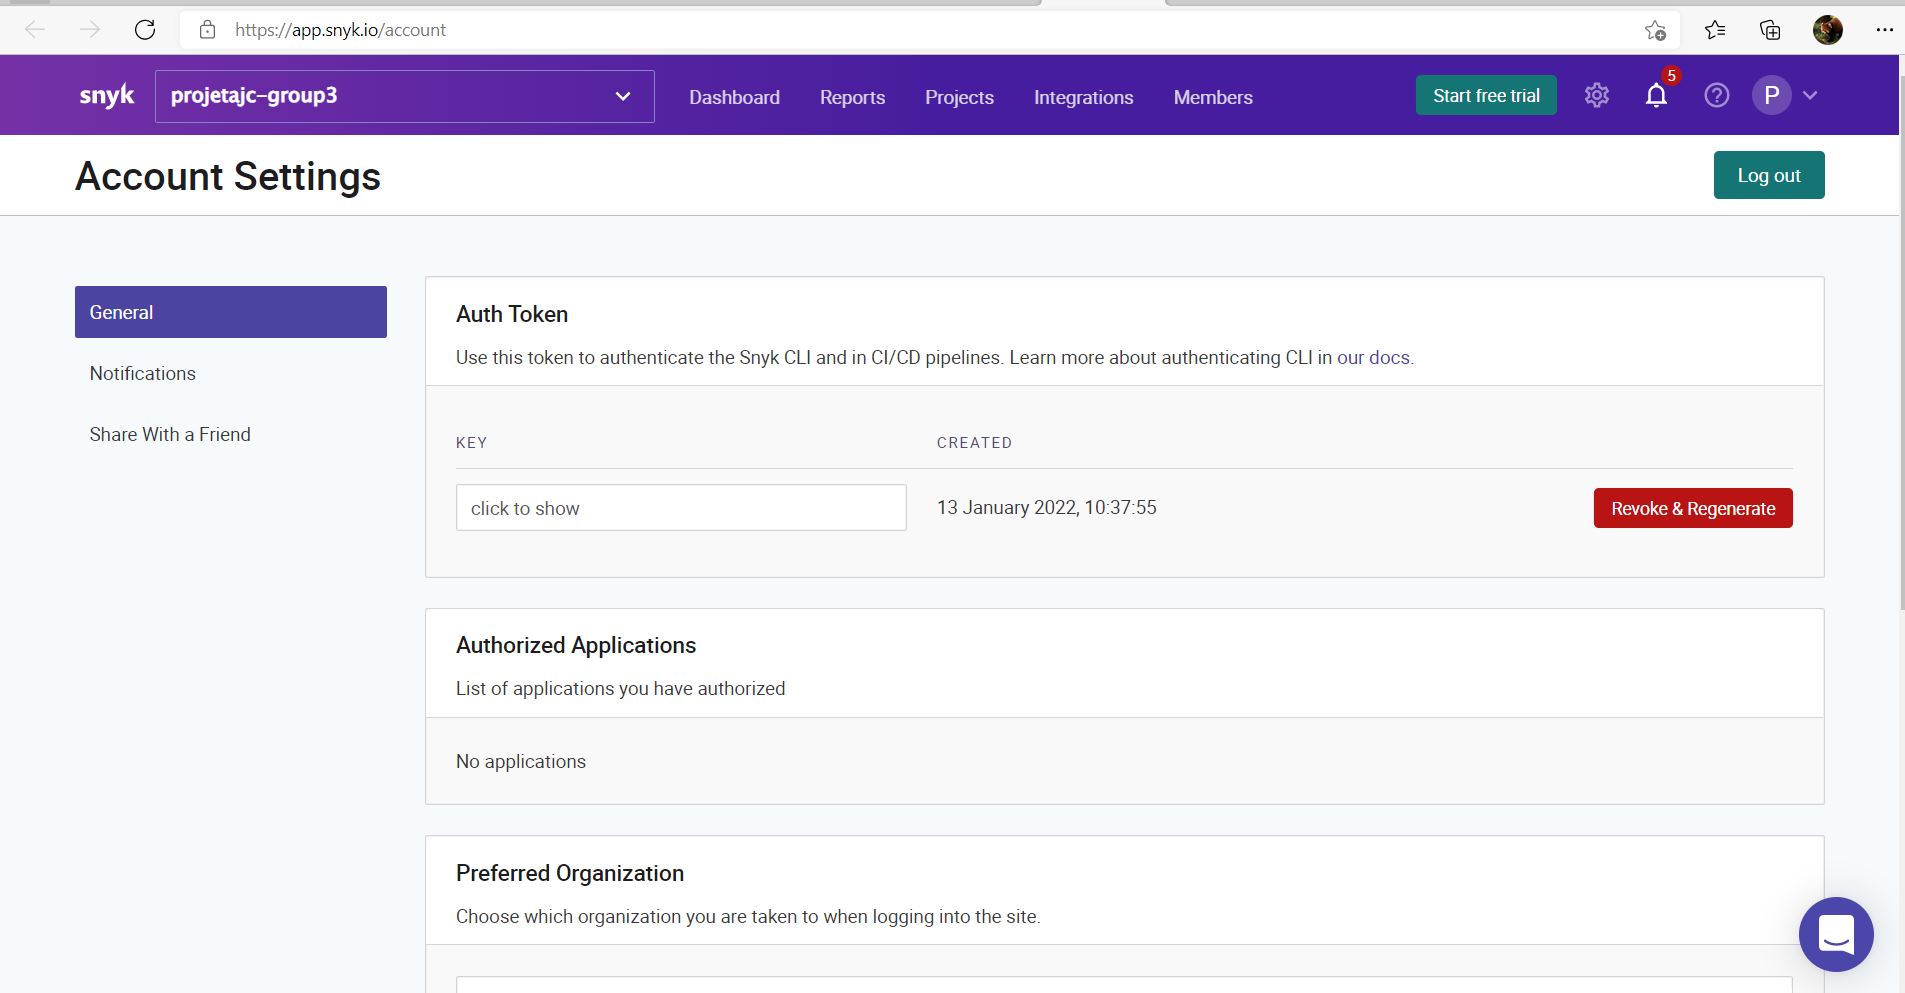 https://app.snyk.io/account
snyk
projetajc-group3
Dashboard
Reports
Projects
Integrations
Members
Start free trial
5
P
Account Settings
Log out
General
Notifications
Share With a Friend
Auth Token
Use this token to authenticate the Snyk CLI and in CI/CD pipelines. Learn more about authenticating CLI in our docs.
KEY
CREATED
click to show
13 January 2022, 10:37:55
Revoke & Regenerate
Authorized Applications
List of applications you have authorized
No applications
Preferred Organization
Choose which organization you are taken to when logging into the site.